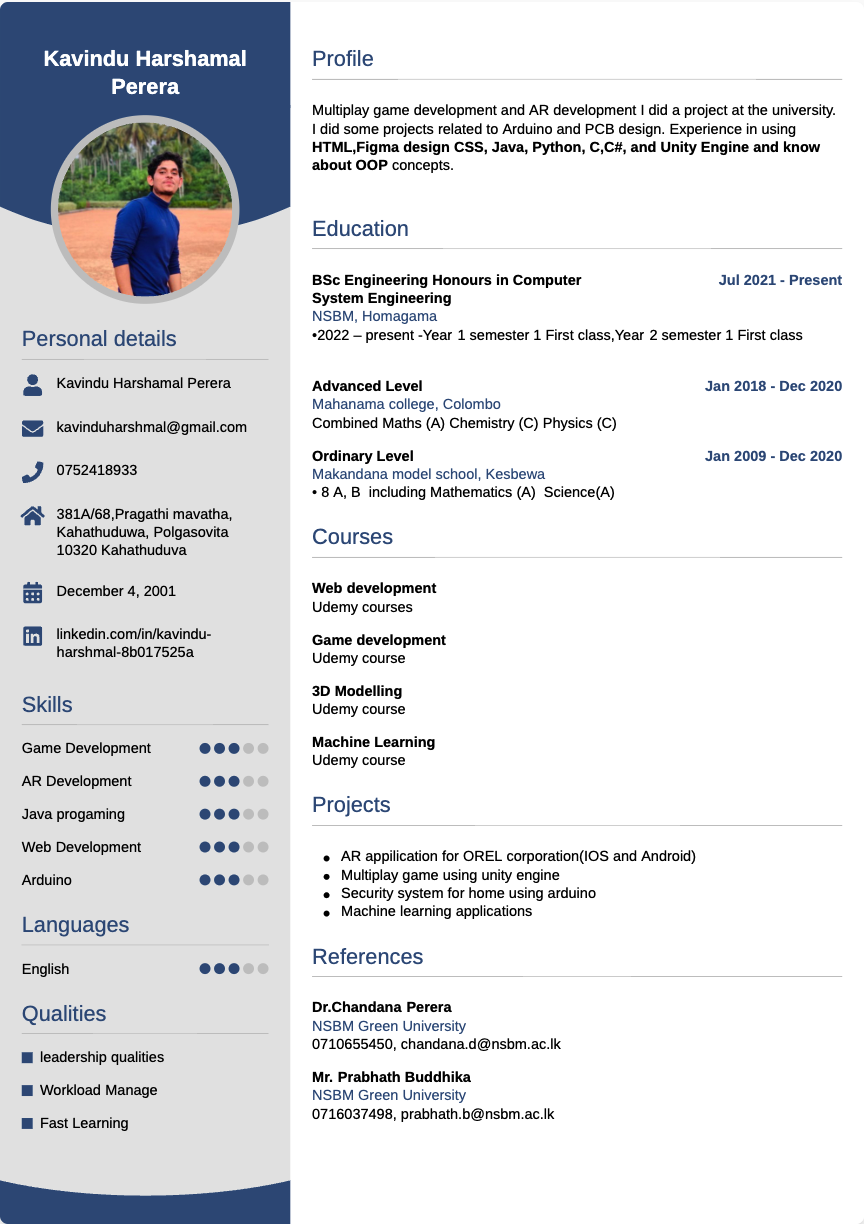 Kavindu Harshamal
Perera
Personal details
Kavindu Harshamal Perera
kavinduharshmal@gmail.com
0752418933
381A/68,Pragathi mavatha,
Kahathuduwa, Polgasovita
10320 Kahathuduva
December 4, 2001
linkedin.com/in/kavindu-
harshmal-8b017525a
Skills
Game Development
AR Development
Java progaming
Web Development
Arduino
Languages
English
Qualities
leadership qualities
Workload Manage
Fast Learning
Profile
Multiplay game development and AR development I did a project at the university.
I did some projects related to Arduino and PCB design. Experience in using
HTML,Figma design CSS, Java, Python, C,C#, and Unity Engine and know
about OOP concepts.
Education
BSc Engineering Honours in Computer Jul 2021 - Present
System Engineering
NSBM, Homagama
•2022 – present -Year 1 semester 1 First class,Year 2 semester 1 First class
Advanced Level Jan 2018 - Dec 2020
Mahanama college, Colombo
Combined Maths (A) Chemistry (C) Physics (C)
Ordinary Level Jan 2009 - Dec 2020
Makandana model school, Kesbewa
• 8 A, B including Mathematics (A) Science(A)
Courses
Web development
Udemy courses
Game development
Udemy course
3D Modelling
Udemy course
Machine Learning
Udemy course
Projects
● AR appilication for OREL corporation(IOS and Android)
● Multiplay game using unity engine
● Security system for home using arduino
● Machine learning applications
References
Dr.Chandana Perera
NSBM Green University
0710655450, chandana.d@nsbm.ac.lk
Mr. Prabhath Buddhika
NSBM Green University
0716037498, prabhath.b@nsbm.ac.lk